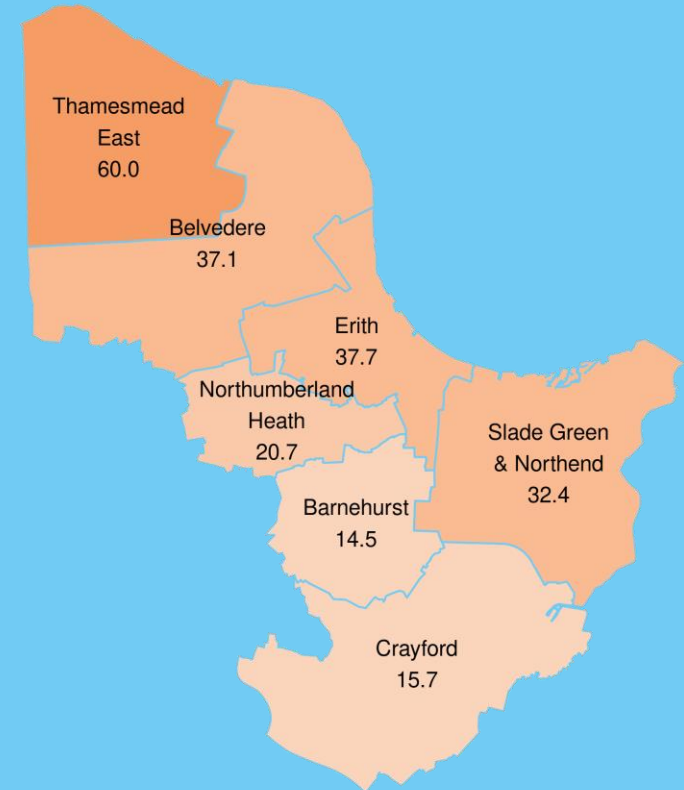 Thamesmead
East
60.0
Belvedere
37.1
Erith
37.7
Northumberland
Heath
20.7
Slade Green
& Northend
32.4
Barnehurst
14.5
Crayford
15.7